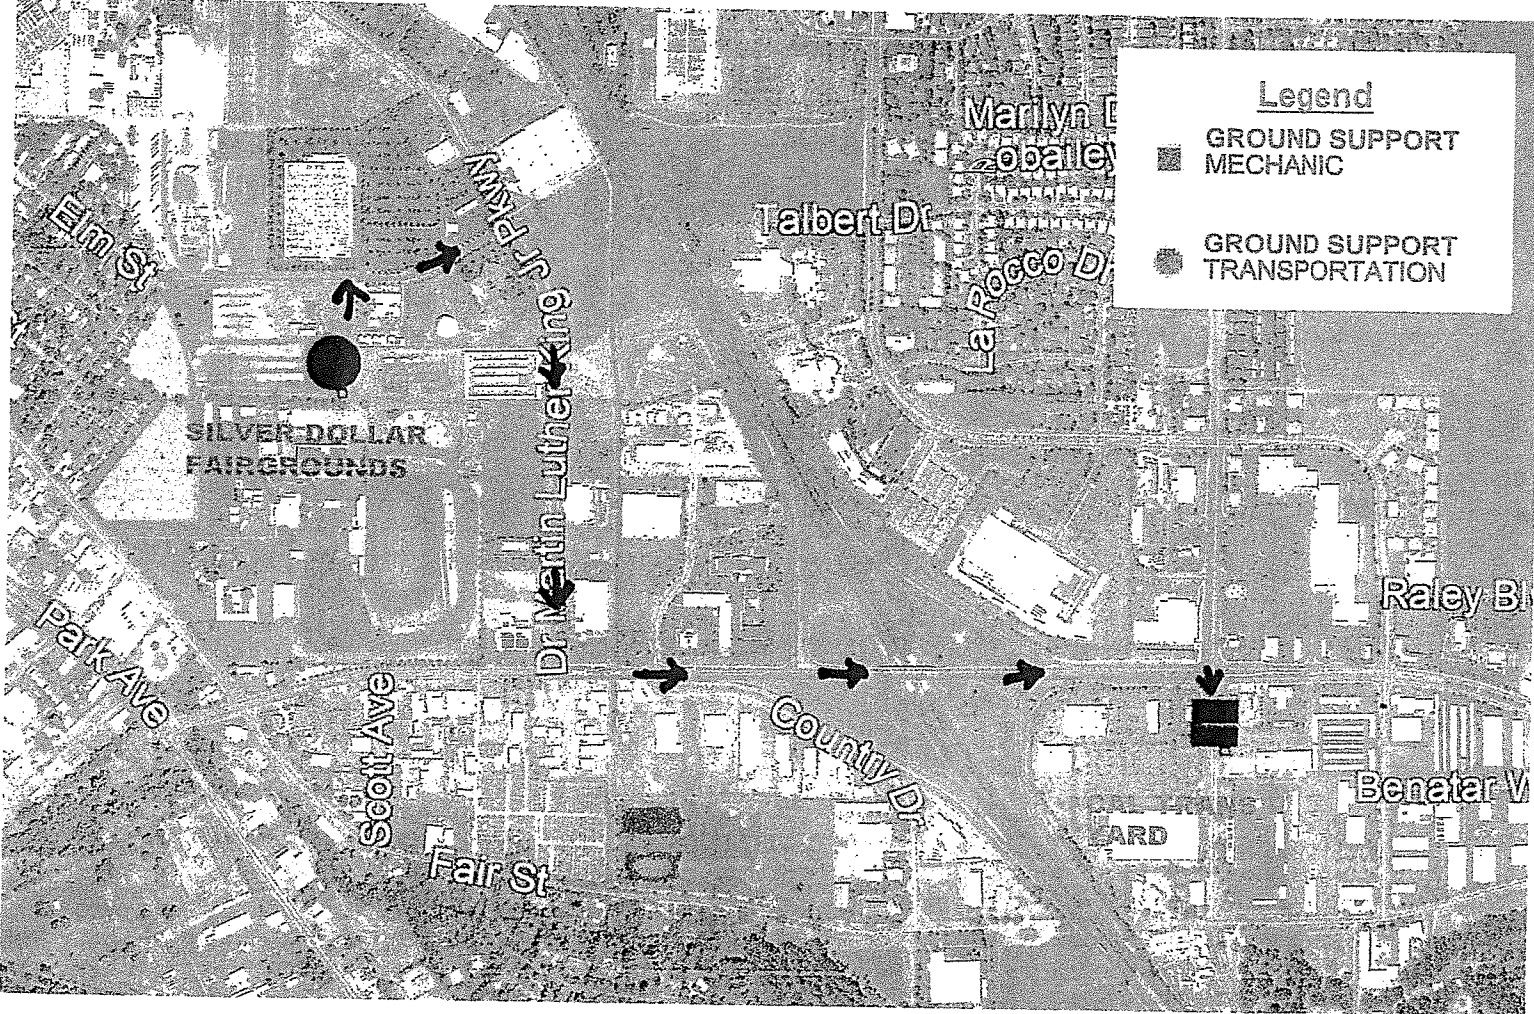 Legend
GROUND SUPPORT
MECHANIC
GROUND SUPPORT
TRANSPORTATION
Marilyn D
Talbert Dr
La Rocco Dr
Elm St
Jr Pkwy
Dr Martin Luther King
SILVER DOLLAR
FAIRGROUNDS
Park Ave
Scott Ave
Country Dr
Fair St
Raley Bl
Benatar W
ARD